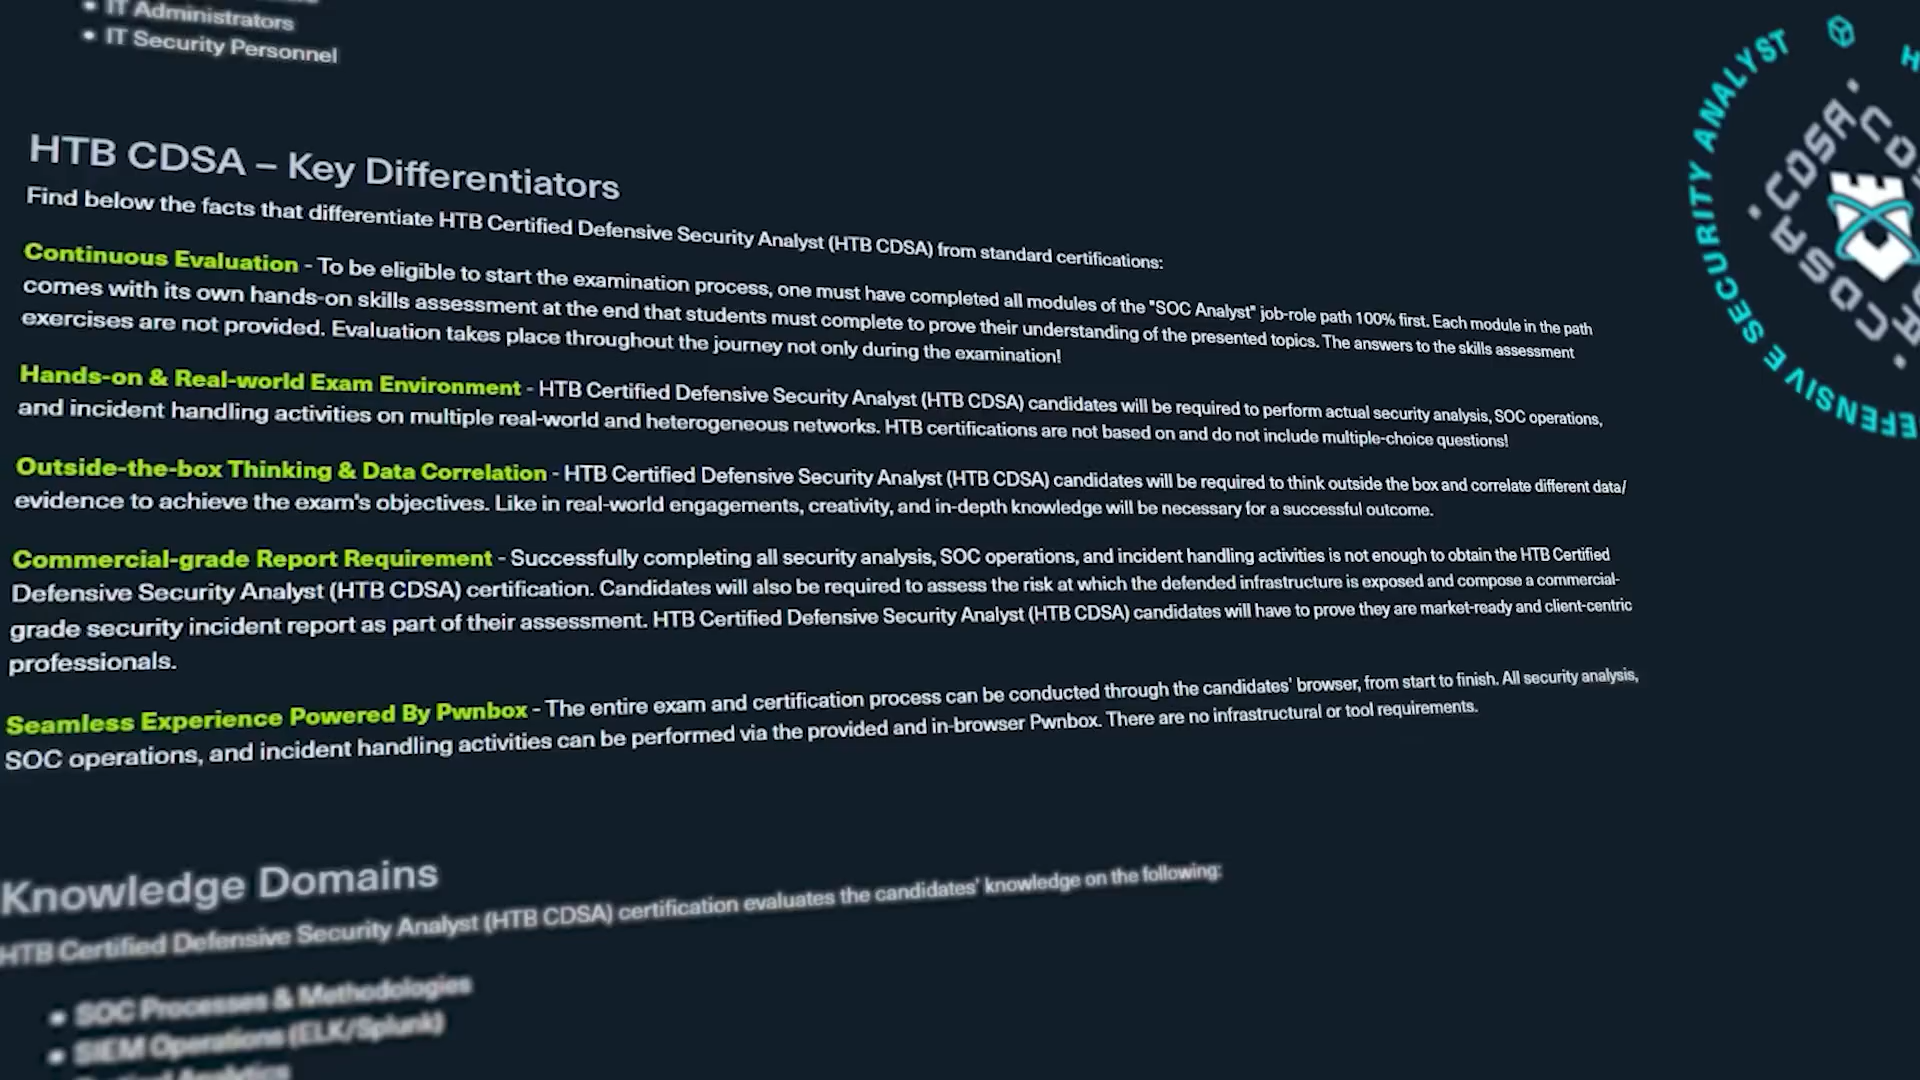 IT Administrators
IT Security Personnel
HTB CDSA – Key Differentiators
Find below the facts that differentiate HTB Certified Defensive Security Analyst (HTB CDSA) from standard certifications:
Continuous Evaluation - To be eligible to start the examination process, one must have completed all modules of the "SOC Analyst" job-role path 100% first. Each module in the path
comes with its own hands-on skills assessment at the end that students must complete to prove their understanding of the presented topics. The answers to the skills assessment
exercises are not provided. Evaluation takes place throughout the journey not only during the examination!
Hands-on & Real-world Exam Environment - HTB Certified Defensive Security Analyst (HTB CDSA) candidates will be required to perform actual security analysis, SOC operations,
and incident handling activities on multiple real-world and heterogeneous networks. HTB certifications are not based on and do not include multiple-choice questions!
Outside-the-box Thinking & Data Correlation - HTB Certified Defensive Security Analyst (HTB CDSA) candidates will be required to think outside the box and correlate different data/
evidence to achieve the exam's objectives. Like in real-world engagements, creativity, and in-depth knowledge will be necessary for a successful outcome.
Commercial-grade Report Requirement - Successfully completing all security analysis, SOC operations, and incident handling activities is not enough to obtain the HTB Certified
Defensive Security Analyst (HTB CDSA) certification. Candidates will also be required to assess the risk at which the defended infrastructure is exposed and compose a commercial-
grade security incident report as part of their assessment. HTB Certified Defensive Security Analyst (HTB CDSA) candidates will have to prove they are market-ready and client-centric
professionals.
Seamless Experience Powered By Pwnbox - The entire exam and certification process can be conducted through the candidates' browser, from start to finish. All security analysis,
SOC operations, and incident handling activities can be performed via the provided and in-browser Pwnbox. There are no infrastructural or tool requirements.
Knowledge Domains
HTB Certified Defensive Security Analyst (HTB CDSA) certification evaluates the candidates' knowledge on the following:
SOC Processes & Methodologies
SIEM Operations (ELK/Splunk)
SECURITY ANALYST
CDSA
CDSA